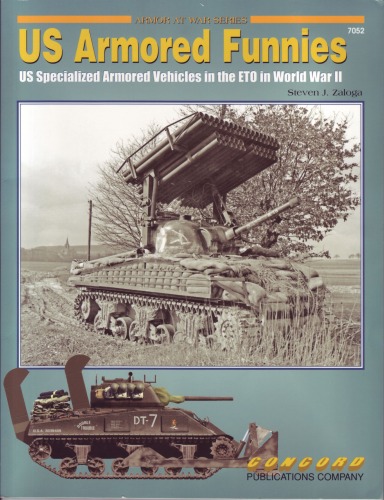 ARMOR AT WAR SERIES
7052
US Armored Funnies
US Specialized Armored Vehicles in the ETO in World War II
Steven J. Zaloga
DT-7
CONCORD
PUBLICATIONS COMPANY